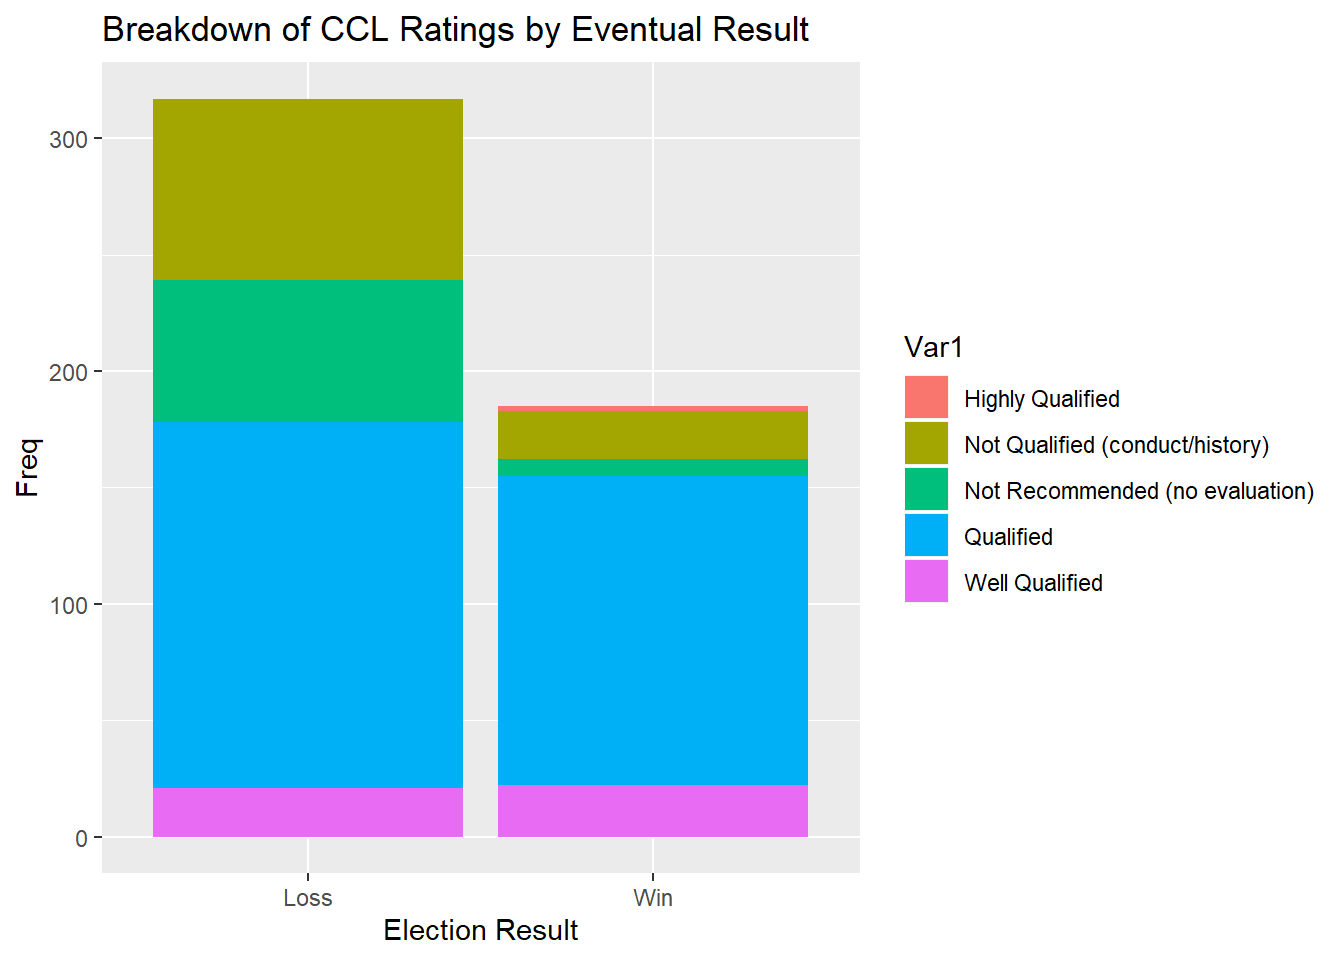 Breakdown of CCL Ratings by Eventual Result
Freq
300
200
100
0
Loss
Win
Election Result
Var1
Highly Qualified
Not Qualified (conduct/history)
Not Recommended (no evaluation)
Qualified
Well Qualified